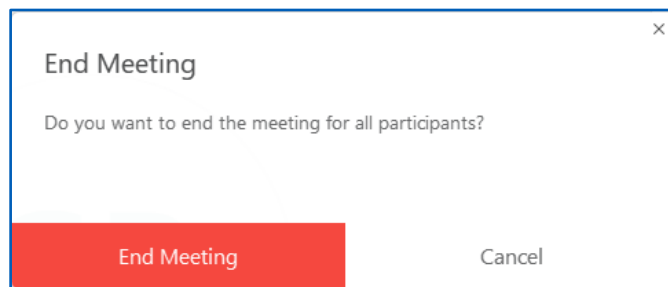 End Meeting
Do you want to end the meeting for all participants?
End Meeting
Cancel